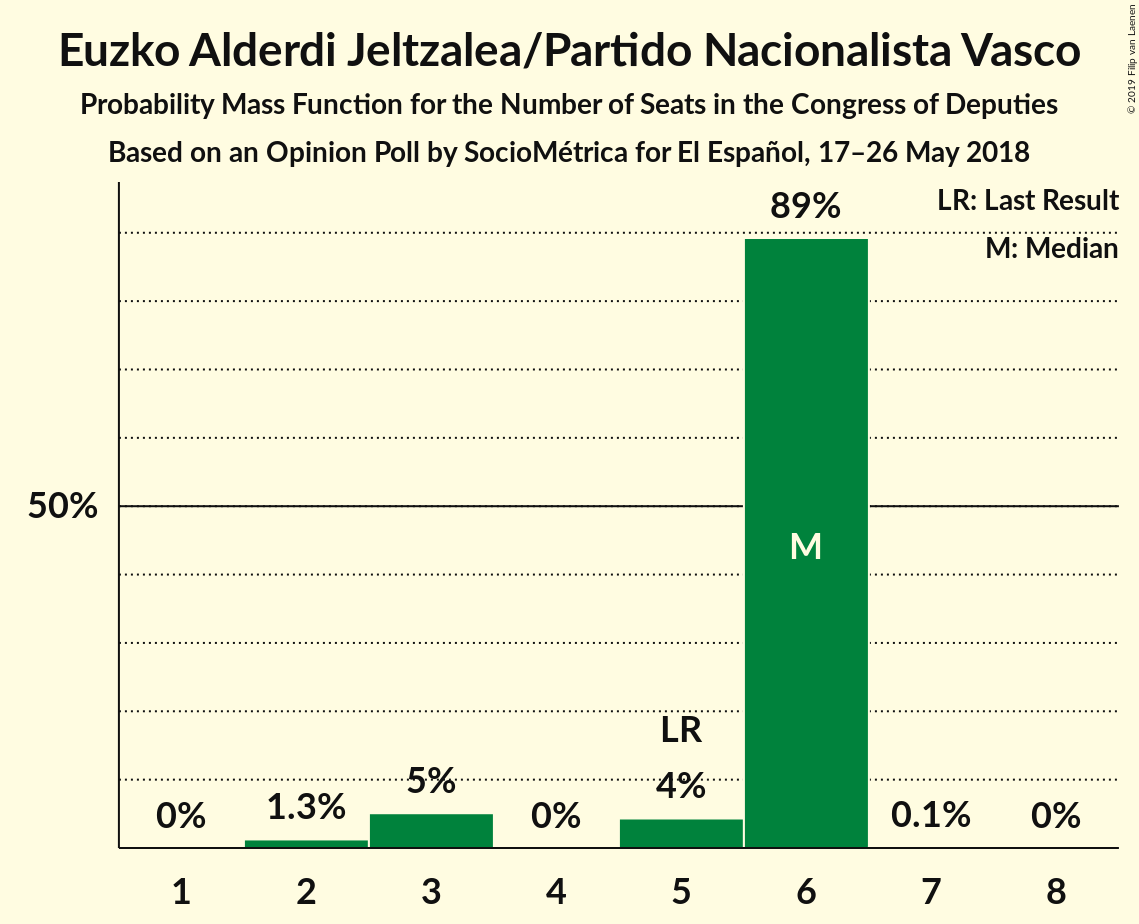 Euzko Alderdi Jeltzalea/Partido Nacionalista Vasco
Probability Mass Function for the Number of Seats in the Congress of Deputies
Based on an Opinion Poll by SocioMétrica for El Español, 17–26 May 2018
© 2019 Filip van Laenen
LR: Last Result
M: Median
89%
50%
M
LR
0%
1.3%
5%
0%
4%
0.1%
0%
1 2 3 4 5 6 7 8